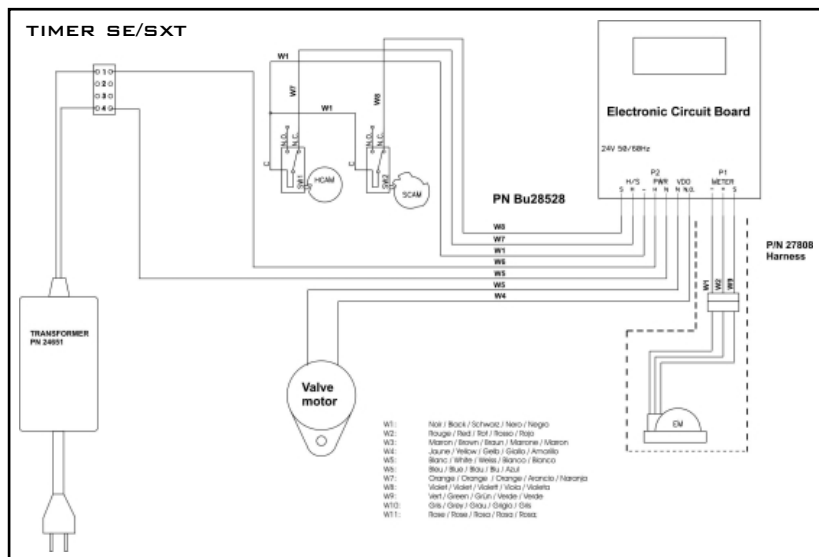 TIMER SE/SXT
W1
1
2
3
4
W7
W1
W8
N.O.
N.C.
N.O.
N.C.
C
C
SW1
HCAM
SW2
SCAM
Electronic Circuit Board
24V 50/60Hz
P2
P1
H/S
PWR
VDO
METER
S
H
–
H
N
N
N.O.
–
+
S
PN Bu28528
W8
W7
W1
W6
W5
W5
W4
P/N 27808
Harness
W1
W2
W9
TRANSFORMER
PN 24651
Valve
motor
EM
W1: Noir / Black / Schwarz / Nero / Negro
W2: Rouge / Red / Rot / Rosso / Rojo
W3: Marron / Brown / Braun / Marrone / Marron
W4: Jaune / Yellow / Gelb / Giallo / Amarillo
W5: Blanc / White / Weiss / Bianco / Blanco
W6: Bleu / Blue / Blau / Blu / Azul
W7: Orange / Orange / Orange / Arancio / Naranja
W8: Violet / Violet / Violett / Viola / Violeta
W9: Vert / Green / Grün / Verde / Verde
W10: Gris / Grey / Grau / Grigio / Gris
W11: Rose / Rose / Rosa / Rosa / Rosa